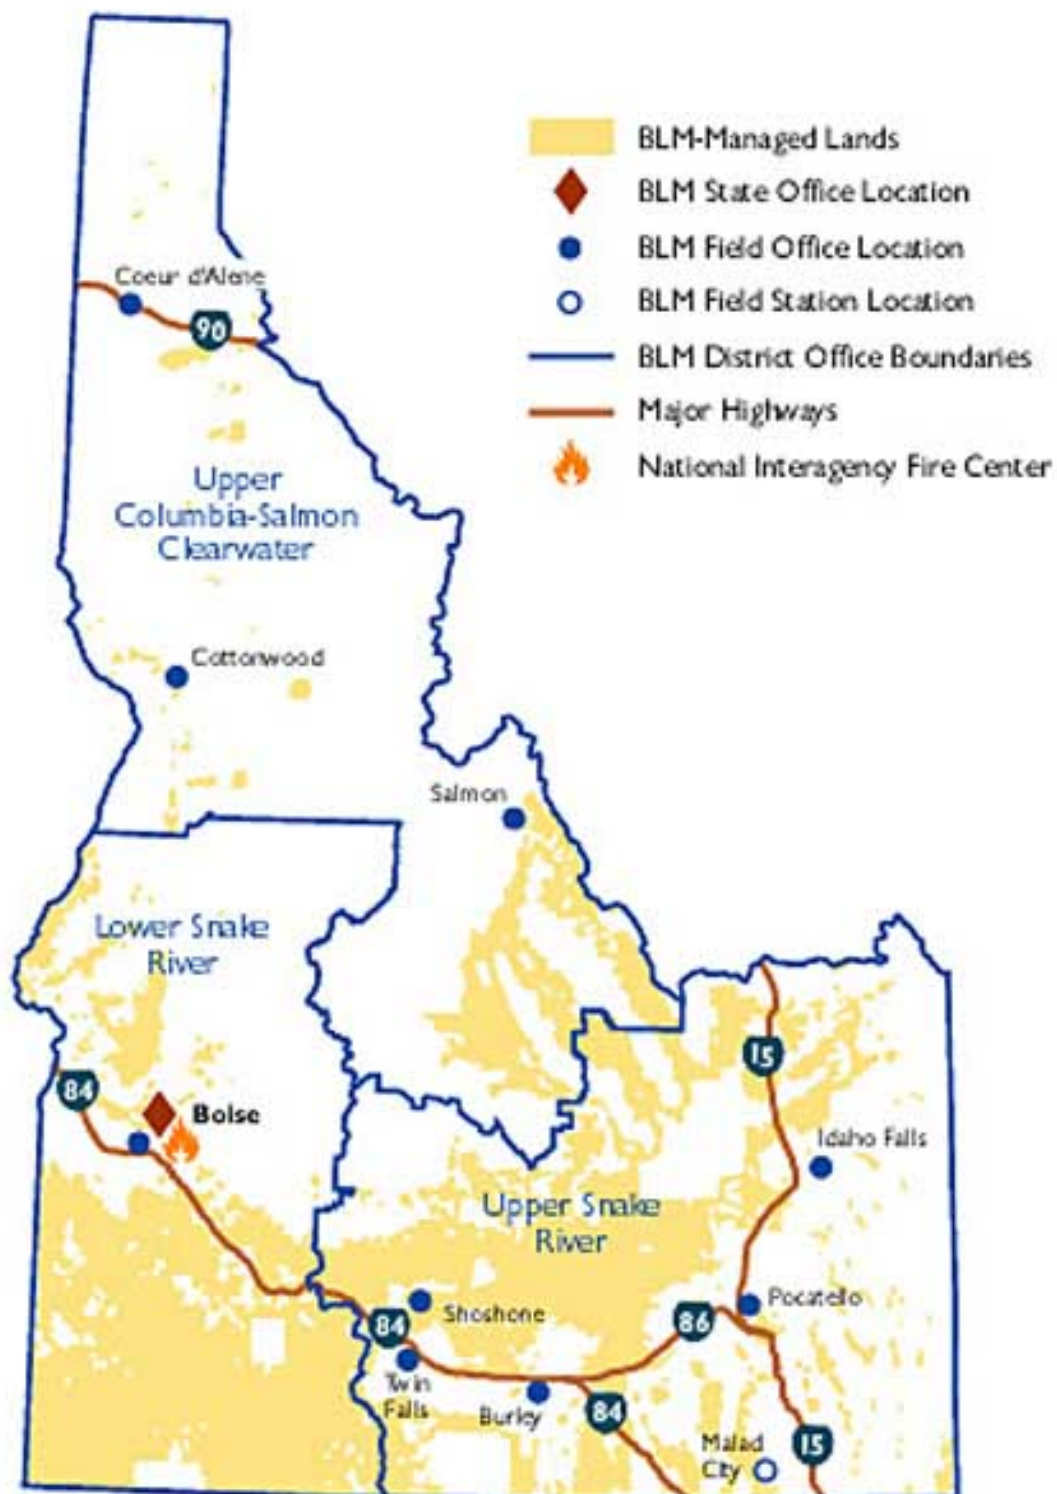 BLM-Managed Lands
BLM State Office Location
BLM Field Office Location
BLM Field Station Location
BLM District Office Boundaries
Major Highways
National Interagency Fire Center
Coeur d'Alene
90
Upper
Columbia-Salmon
Clearwater
Cottonwood
Salmon
Lower Snake
River
84
Boise
15
Idaho Falls
Upper Snake
River
Pocatello
Shoshone
84
86
Twin
Falls
Burley
84
Malad
City
15